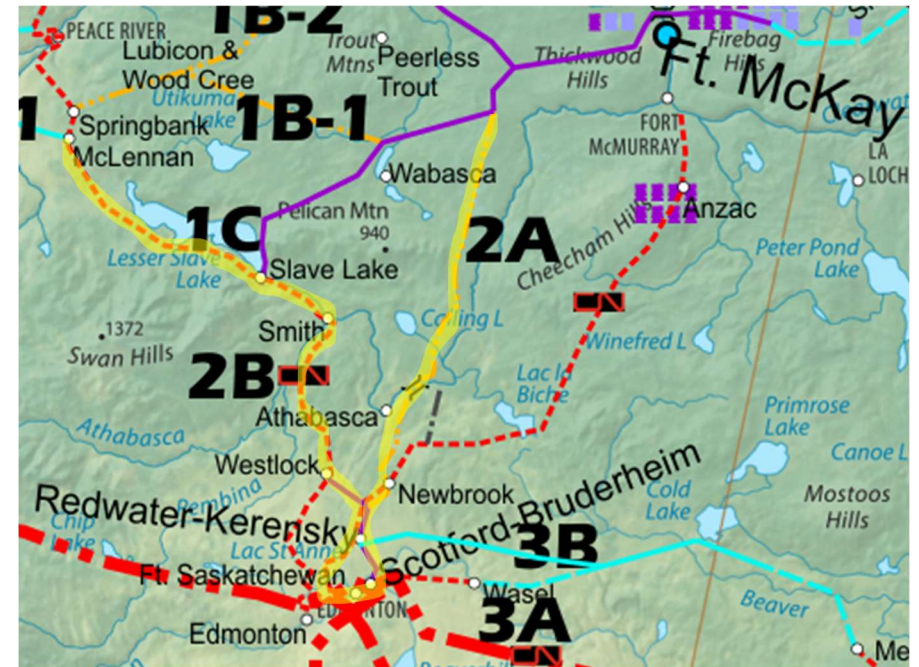 1B-2
PEACE RIVER
Lubicon &
Wood Cree
Trout
Mtns
Peerless
Trout
Thickwood
Hills
Firebag
Hills
Ft. McKay
Utikuma
Lake
1B-1
1
Springbank
McLennan
FORT
McMURRAY
LA
LOCH
Wabasca
1C
Pelican Mtn
940
2A
Cheecham Hills
Anzac
Lesser Slave
Lake
Slave Lake
Peter Pond
Lake
1372
Swan Hills
Smith
Calling L
Winefred L
2B
Lac la
Biche
Athabasca
Athabasca
Primrose
Lake
Westlock
Canoe L
Redwater-Kerensky
Pembina
Newbrook
Scotford-Bruderheim
Cold
Lake
Mostoos
Hills
Chip
Lake
Lac St Anne
3B
Ft. Saskatchewan
Wasel
EDMONTON
Edmonton
3A
Beaver
Me